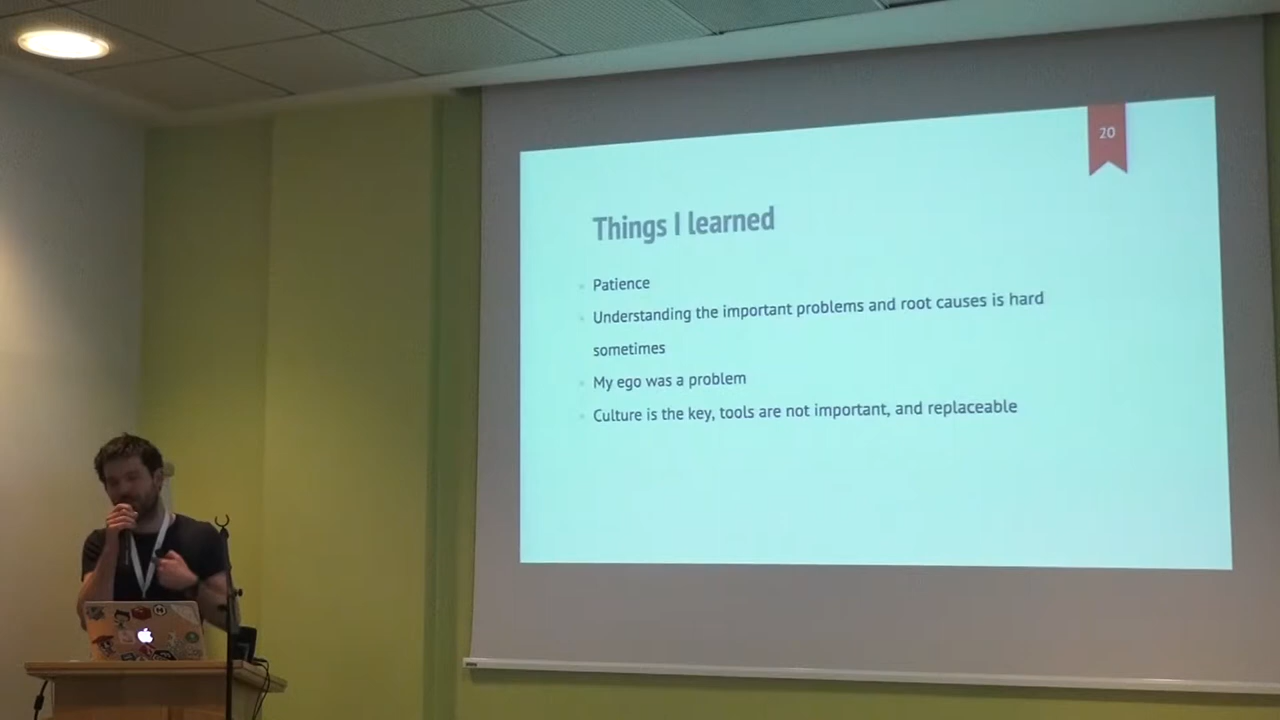 20
Things I learned
Patience
Understanding the important problems and root causes is hard
sometimes
My ego was a problem
Culture is the key, tools are not important, and replaceable